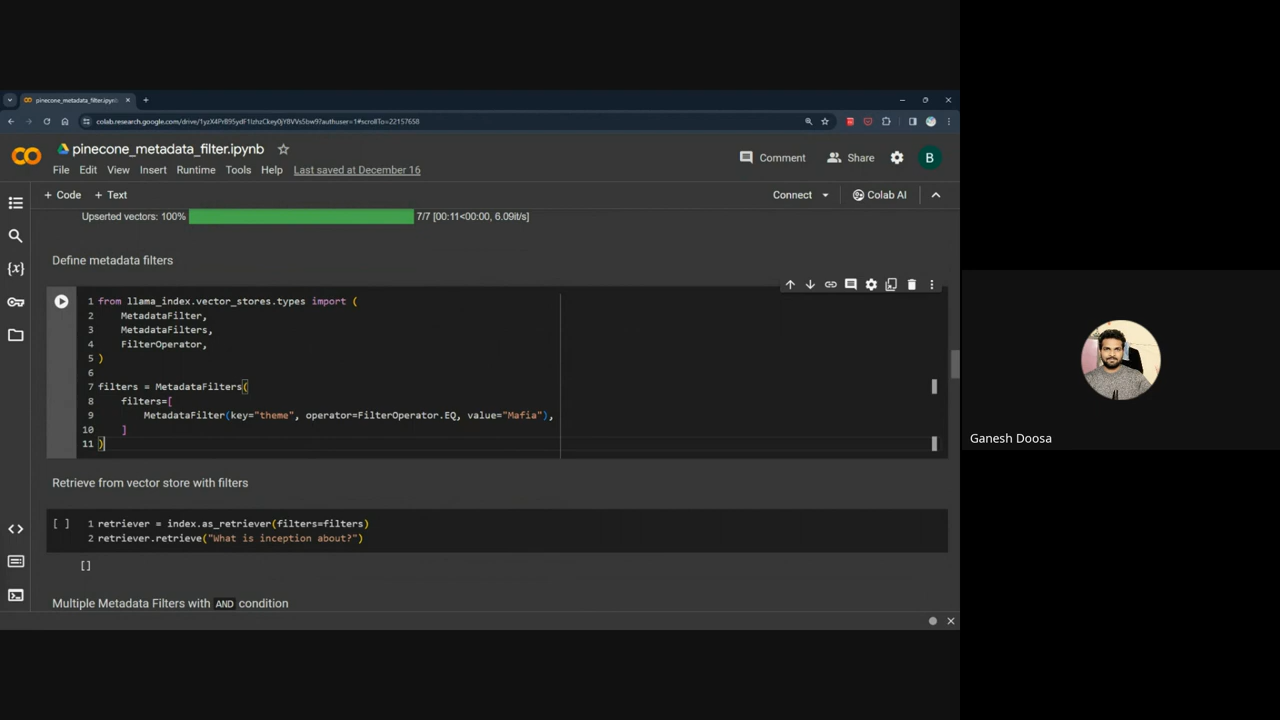 pinecone_metadata_filter.ipynb
colab.research.google.com/drive/1yzX4PrB95ydF1IzhzCkey0jY8VVs5bw9?authuser=1#scrollTo=22157658
pinecone_metadata_filter.ipynb
File Edit View Insert Runtime Tools Help Last saved at December 16
Comment Share B
+ Code + Text
Connect Colab AI
Upserted vectors: 100% 7/7 [00:11<00:00, 6.09it/s]
Define metadata filters
1 from llama_index.vector_stores.types import (
2 MetadataFilter,
3 MetadataFilters,
4 FilterOperator,
5 )
6
7 filters = MetadataFilters(
8 filters=[
9 MetadataFilter(key="theme", operator=FilterOperator.EQ, value="Mafia"),
10 ]
11 )
Retrieve from vector store with filters
[ ] 1 retriever = index.as_retriever(filters=filters)
2 retriever.retrieve("What is inception about?")
[]
Multiple Metadata Filters with AND condition
Ganesh Doosa